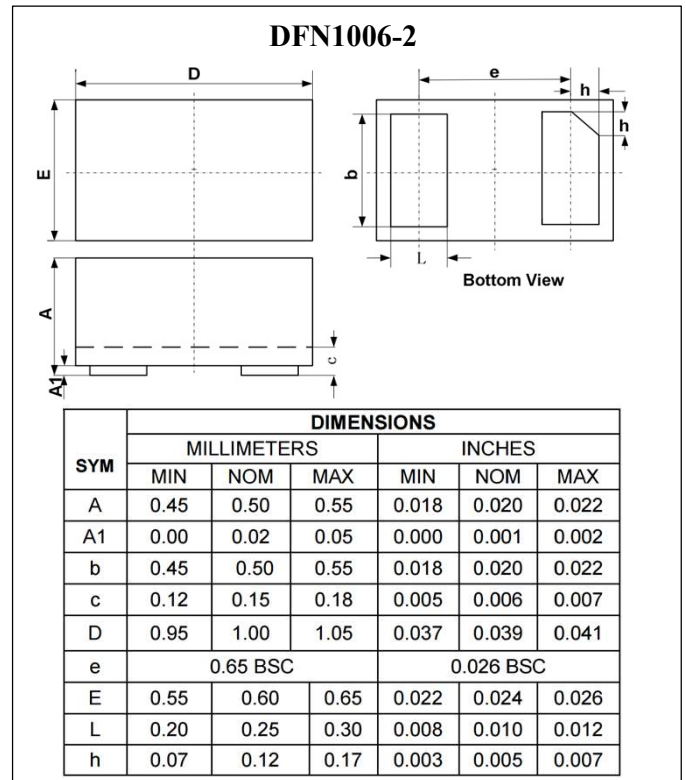 DFN1006-2
D
e
h
h
E
b
L
Bottom View
A
c
A1
DIMENSIONS
SYM MILLIMETERS INCHES
MIN NOM MAX MIN NOM MAX
A 0.45 0.50 0.55 0.018 0.020 0.022
A1 0.00 0.02 0.05 0.000 0.001 0.002
b 0.45 0.50 0.55 0.018 0.020 0.022
c 0.12 0.15 0.18 0.005 0.006 0.007
D 0.95 1.00 1.05 0.037 0.039 0.041
e 0.65 BSC 0.026 BSC
E 0.55 0.60 0.65 0.022 0.024 0.026
L 0.20 0.25 0.30 0.008 0.010 0.012
h 0.07 0.12 0.17 0.003 0.005 0.007